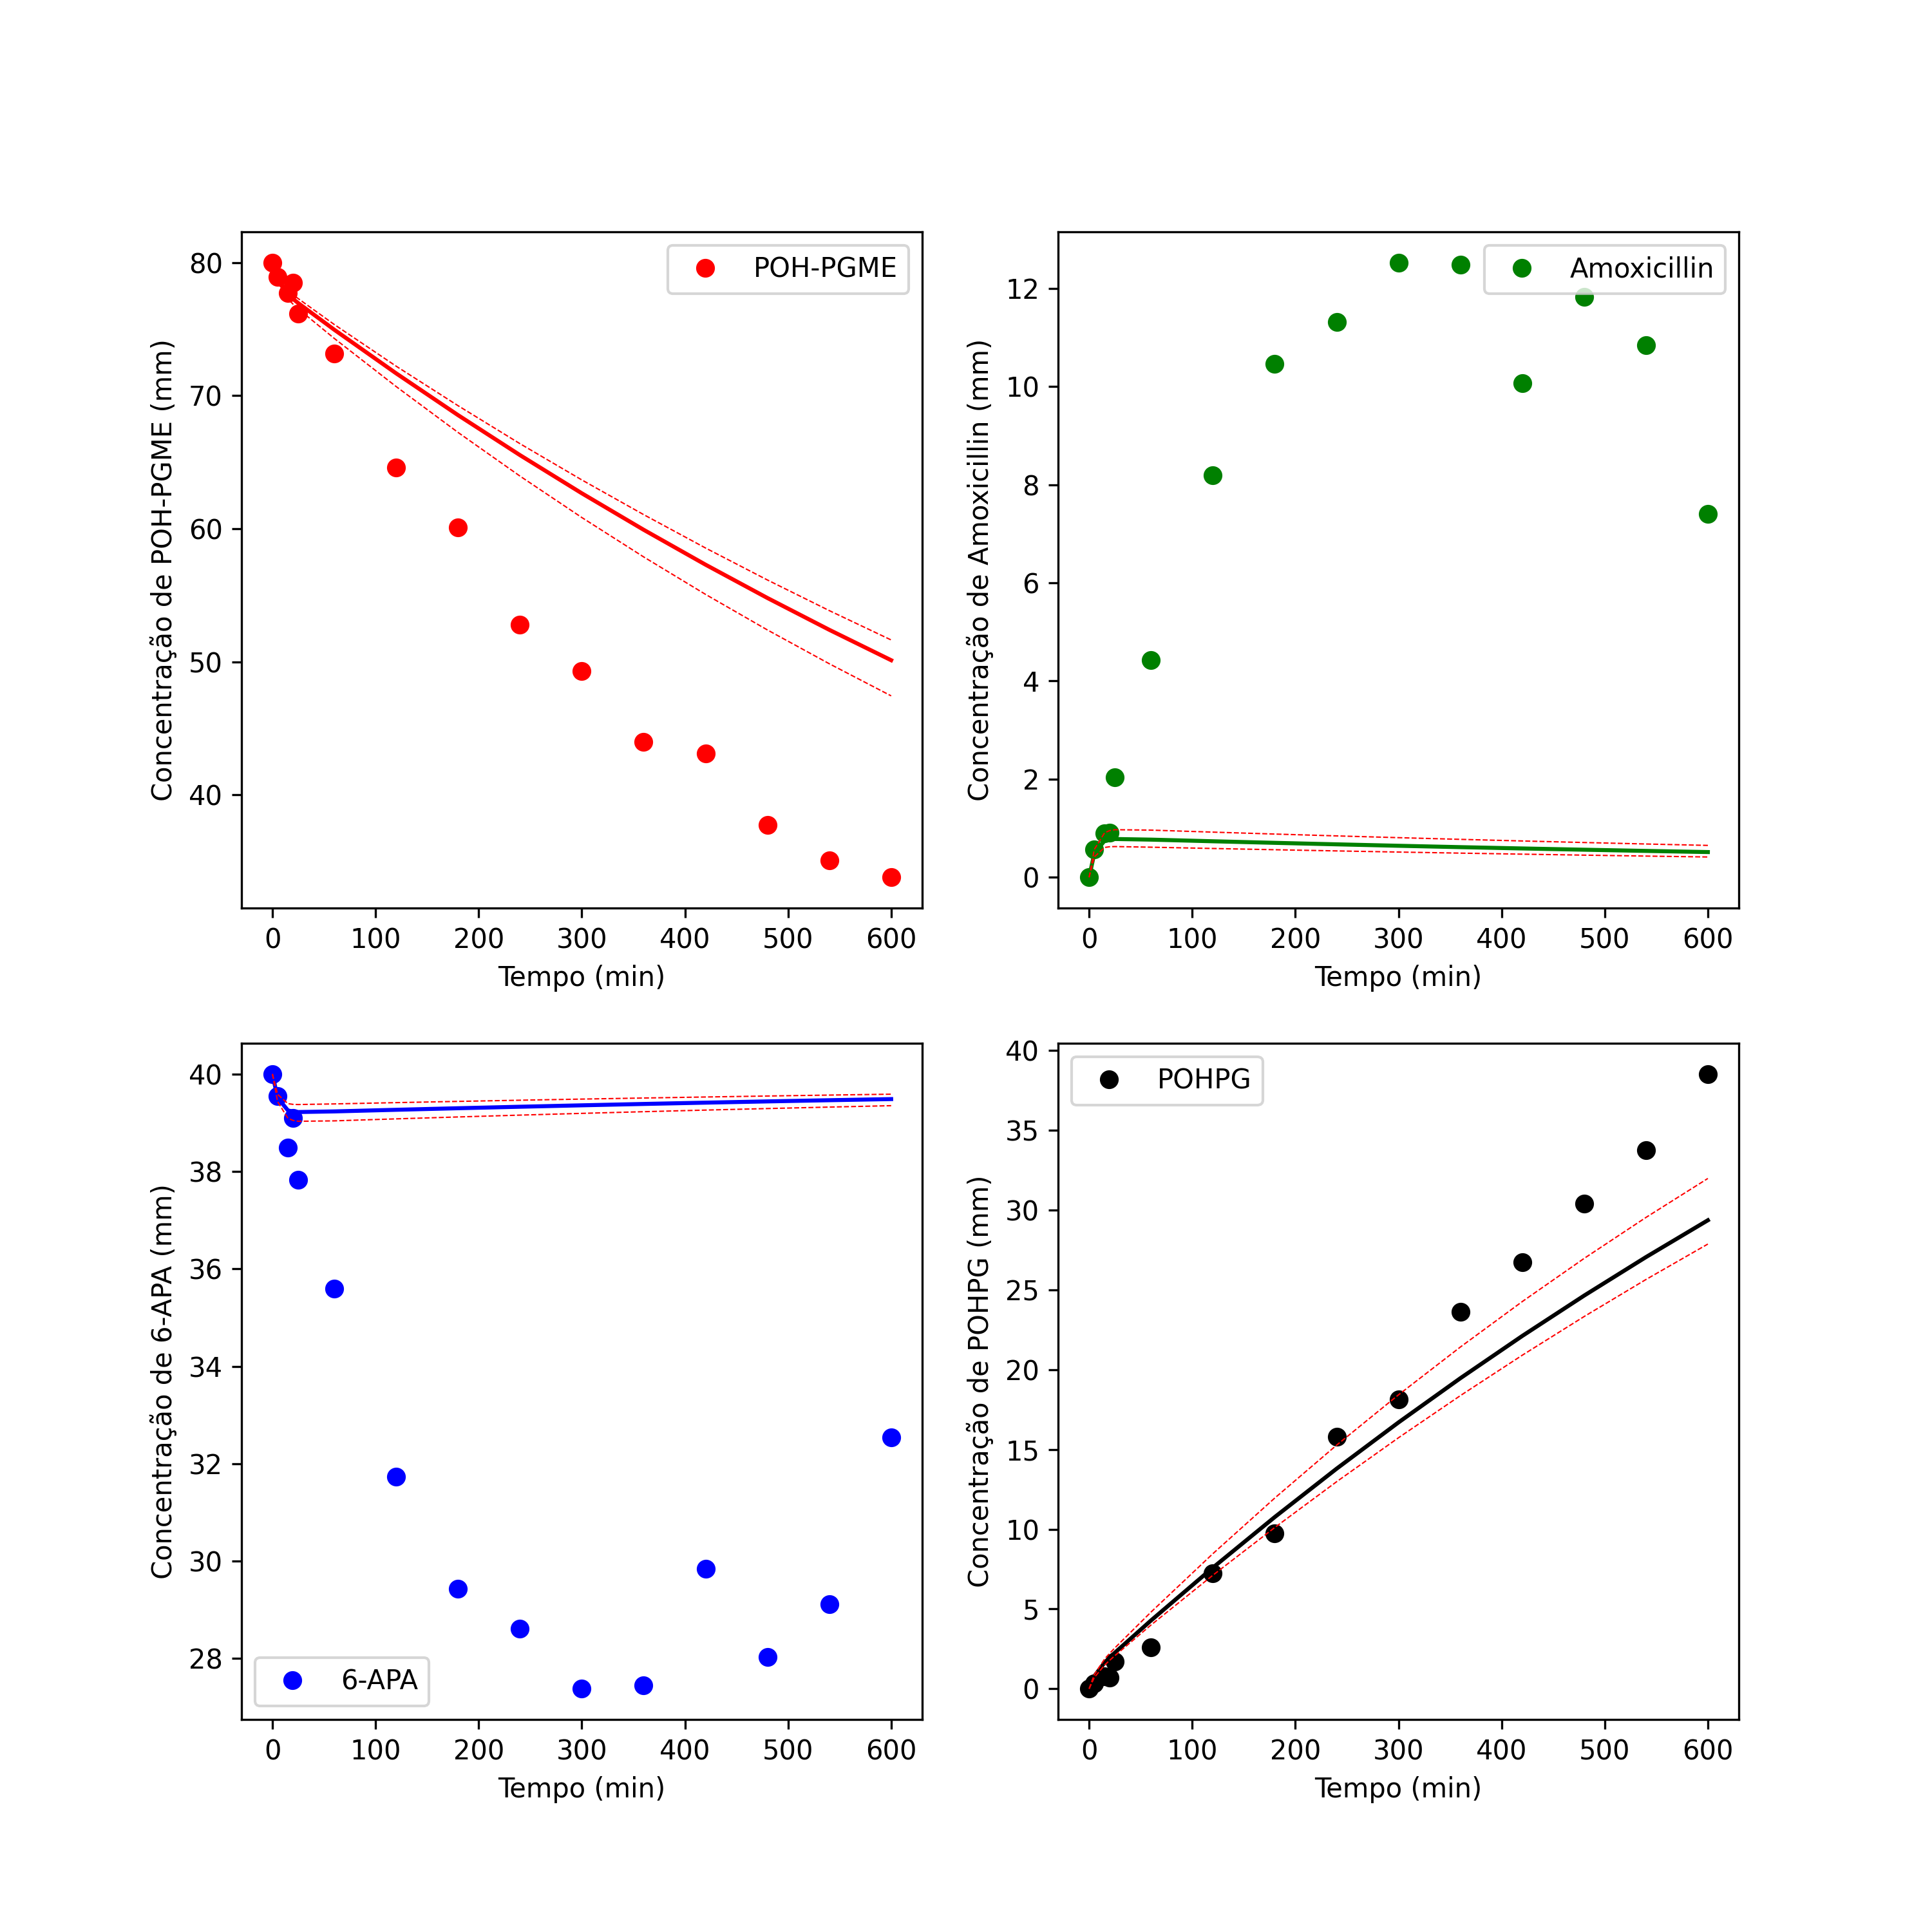 POH-PGME
Concentração de POH-PGME (mm)
80
70
60
50
40
0 100 200 300 400 500 600
Tempo (min)
Amoxicillin
Concentração de Amoxicillin (mm)
12
10
8
6
4
2
0
0 100 200 300 400 500 600
Tempo (min)
6-APA
Concentração de 6-APA (mm)
40
38
36
34
32
30
28
0 100 200 300 400 500 600
Tempo (min)
POHPG
Concentração de POHPG (mm)
40
35
30
25
20
15
10
5
0
0 100 200 300 400 500 600
Tempo (min)